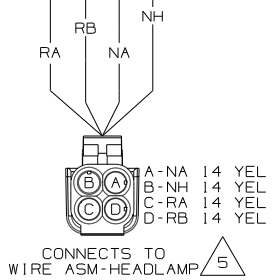 NH
RB
RA
NA
B
A
C
D
A-NA 14 YEL
B-NH 14 YEL
C-RA 14 YEL
D-RB 14 YEL
CONNECTS TO
WIRE ASM-HEADLAMP
5